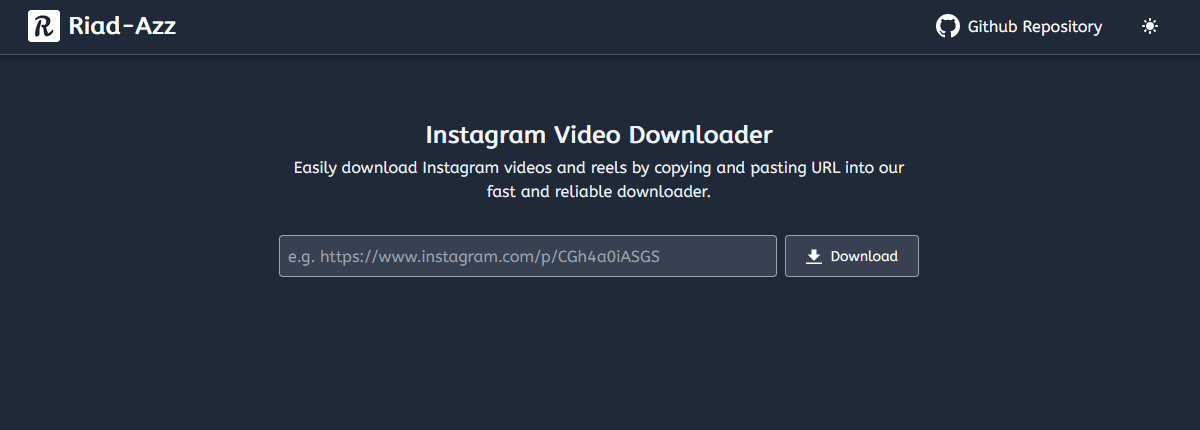 R Riad-Azz
Github Repository
Instagram Video Downloader
Easily download Instagram videos and reels by copying and pasting URL into our
fast and reliable downloader.
e.g. https://www.instagram.com/p/CGh4a0iASGS
Download